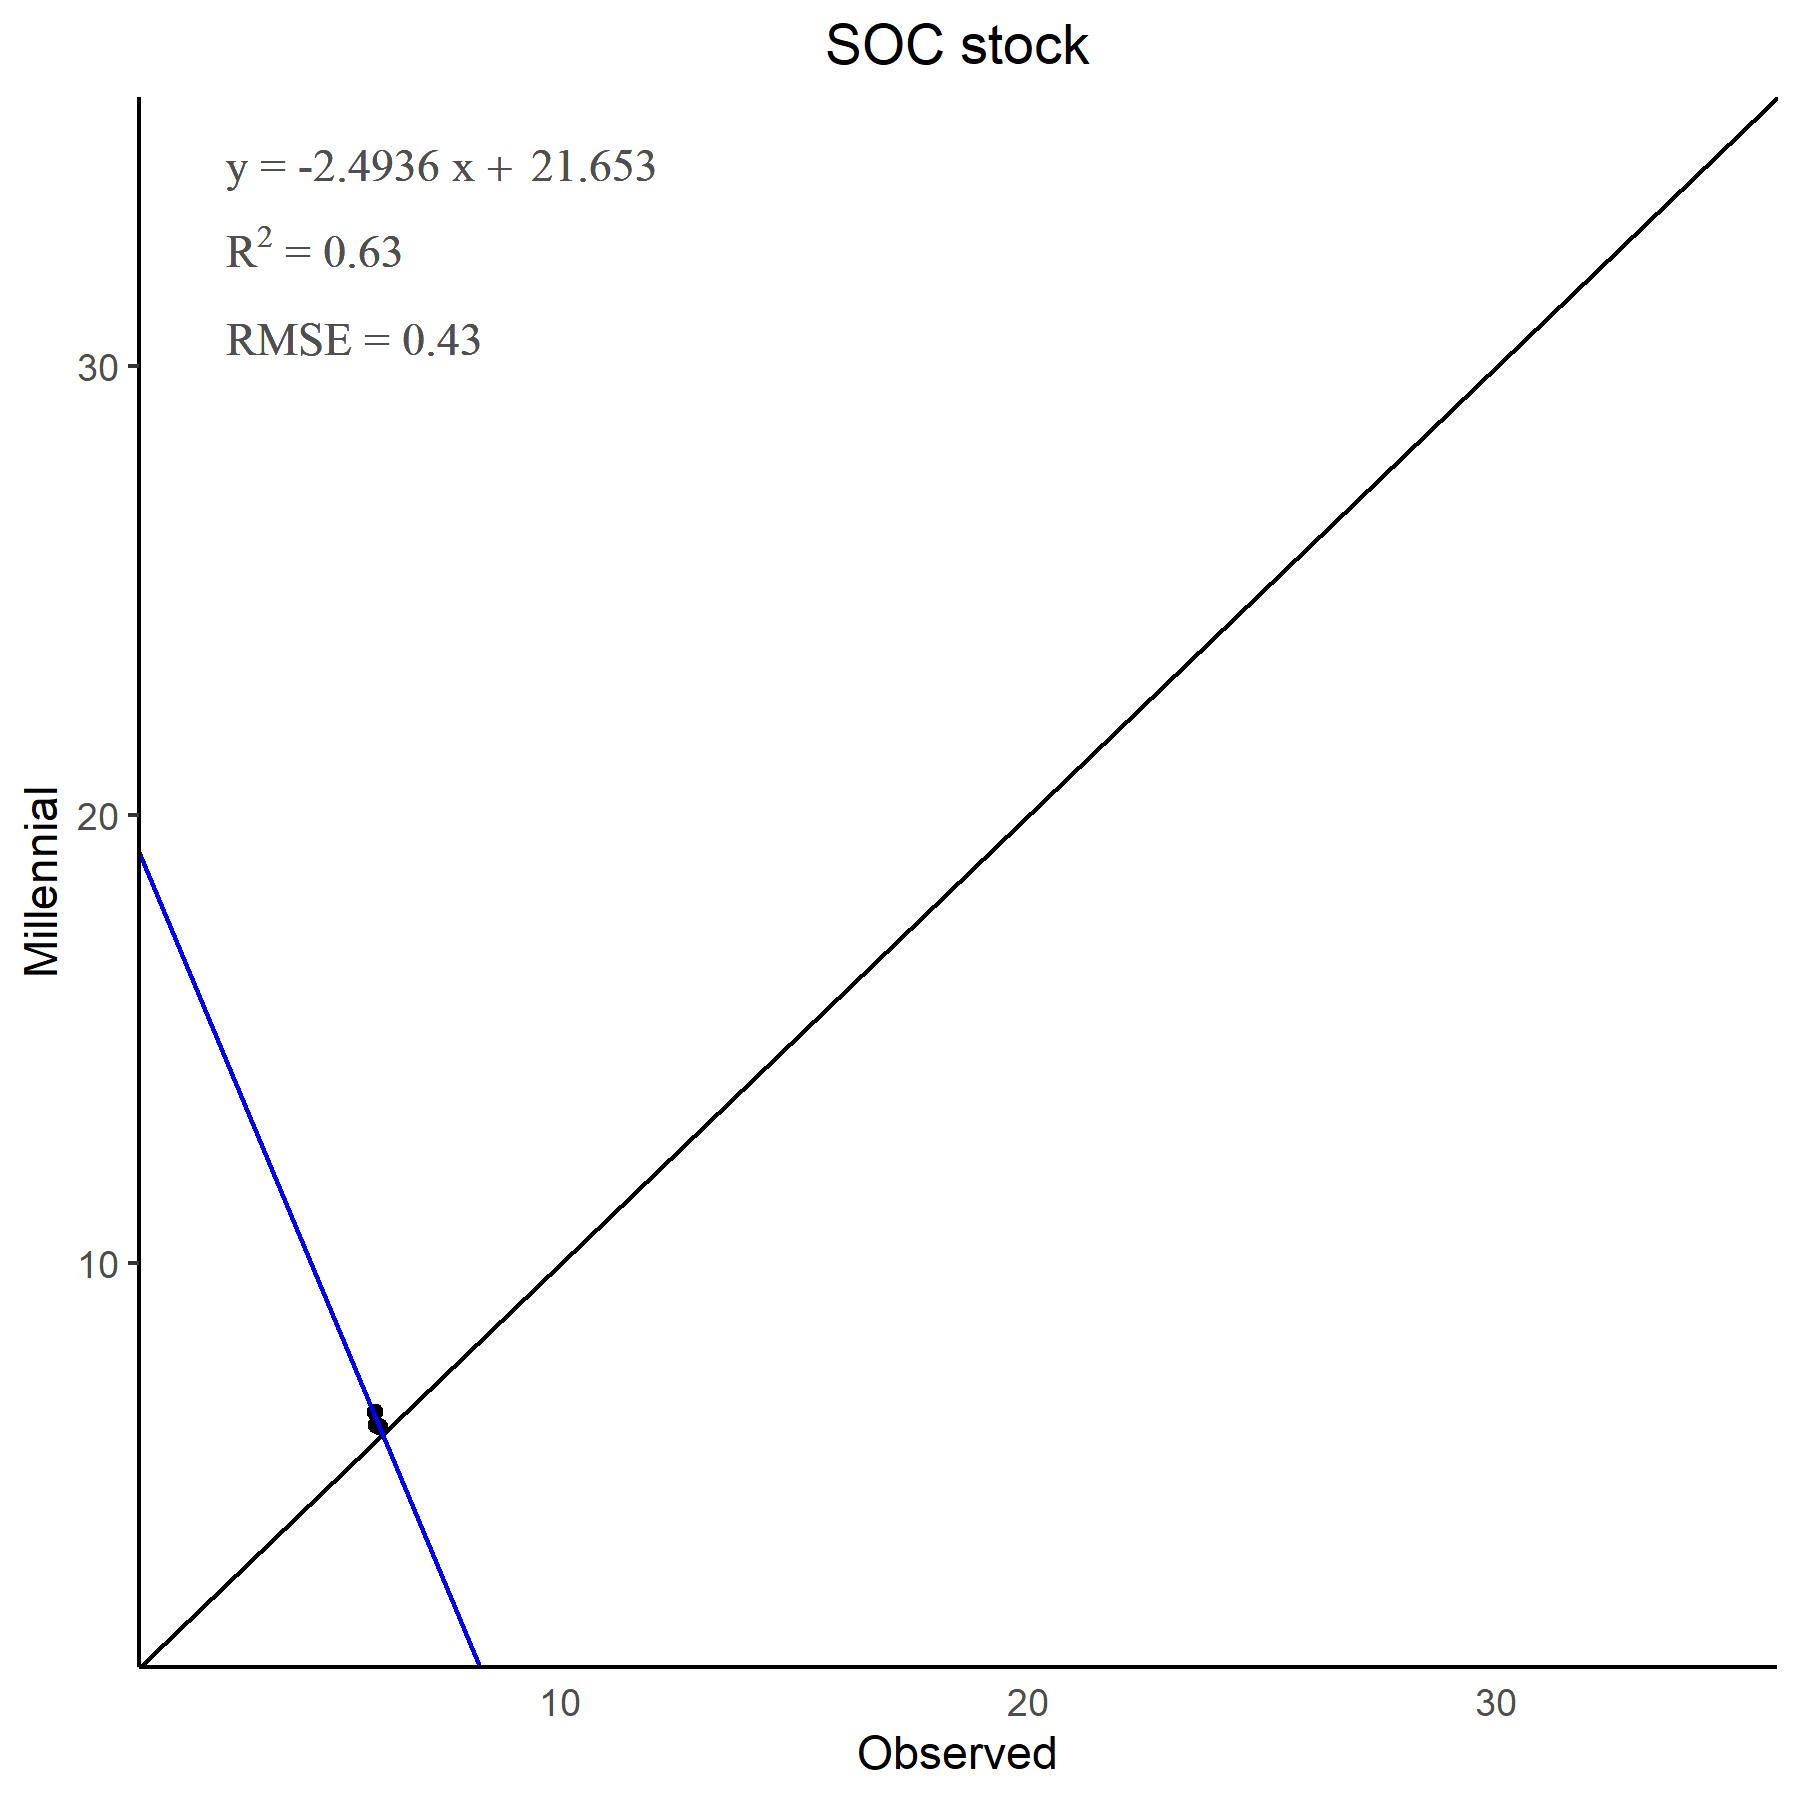 SOC stock
y = -2.4936 x + 21.653
R² = 0.63
RMSE = 0.43
30
20
10
Millennial
10 20 30
Observed